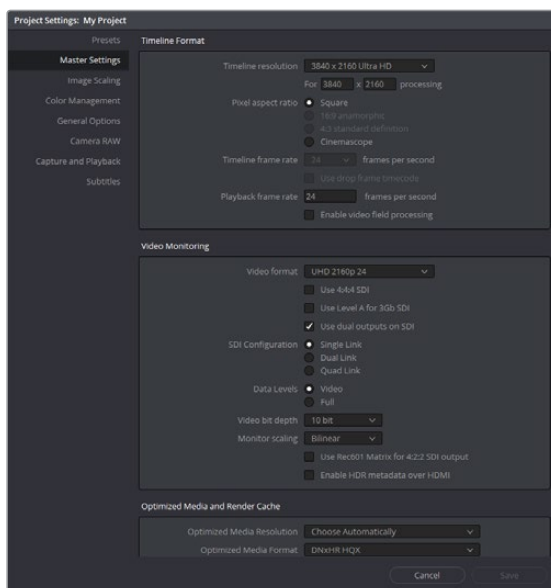 Project Settings: My Project
Presets
Master Settings
Image Scaling
Color Management
General Options
Camera RAW
Capture and Playback
Subtitles
Timeline Format
Timeline resolution 3840 x 2160 Ultra HD
For 3840 x 2160 processing
Pixel aspect ratio Square
16:9 anamorphic
4:3 standard definition
Cinemascope
Timeline frame rate 24 frames per second
Use drop frame timecode
Playback frame rate 24 frames per second
Enable video field processing
Video Monitoring
Video format UHD 2160p 24
Use 4:4:4 SDI
Use Level A for 3Gb SDI
Use dual outputs on SDI
SDI Configuration Single Link
Dual Link
Quad Link
Data Levels Video
Full
Video bit depth 10 bit
Monitor scaling Bilinear
Use Rec601 Matrix for 4:2:2 SDI output
Enable HDR metadata over HDMI
Optimized Media and Render Cache
Optimized Media Resolution Choose Automatically
Optimized Media Format DNxHR HQX
Cancel Save